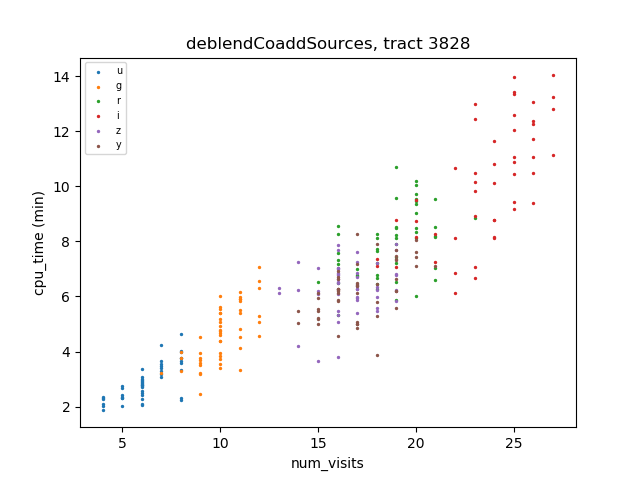 deblendCoaddSources, tract 3828
u
g
r
i
z
y
14
12
10
8
6
4
2
cpu_time (min)
5
10
15
20
25
num_visits